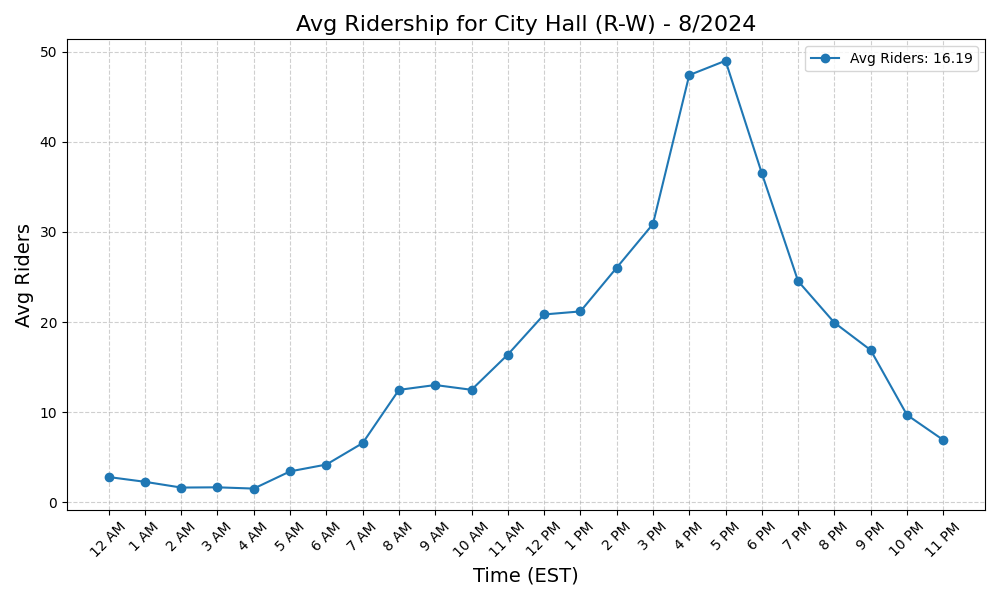 Avg Ridership for City Hall (R-W) - 8/2024
Avg Riders: 16.19
Avg Riders
50
40
30
20
10
0
12 AM
1 AM
2 AM
3 AM
4 AM
5 AM
6 AM
7 AM
8 AM
9 AM
10 AM
11 AM
12 PM
1 PM
2 PM
3 PM
4 PM
5 PM
6 PM
7 PM
8 PM
9 PM
10 PM
11 PM
Time (EST)